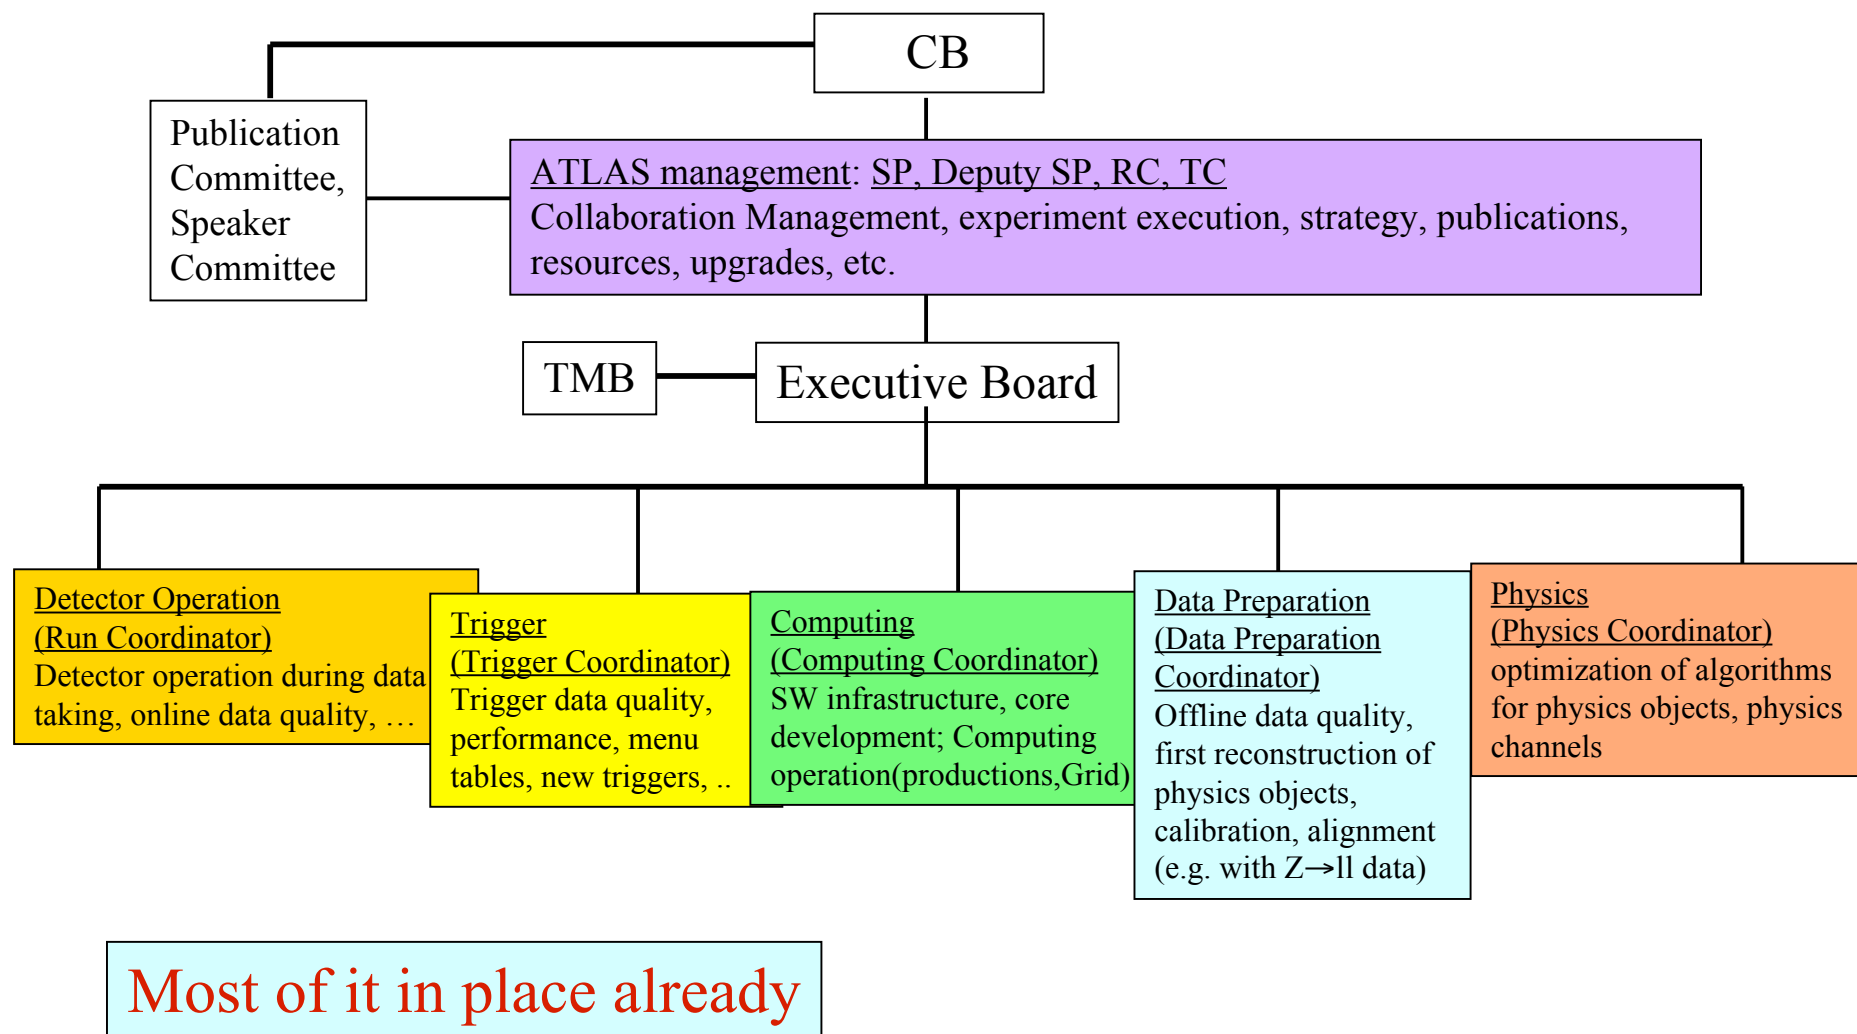 CB
Publication
Committee,
Speaker
Committee
ATLAS management: SP, Deputy SP, RC, TC
Collaboration Management, experiment execution, strategy, publications,
resources, upgrades, etc.
TMB
Executive Board
Detector Operation
(Run Coordinator)
Detector operation during data
taking, online data quality, …
Trigger
(Trigger Coordinator)
Trigger data quality,
performance, menu
tables, new triggers, ..
Computing
(Computing Coordinator)
SW infrastructure, core
development; Computing
operation(productions,Grid)
Data Preparation
(Data Preparation
Coordinator)
Offline data quality,
first reconstruction of
physics objects,
calibration, alignment
(e.g. with Z→ll data)
Physics
(Physics Coordinator)
optimization of algorithms
for physics objects, physics
channels
Most of it in place already